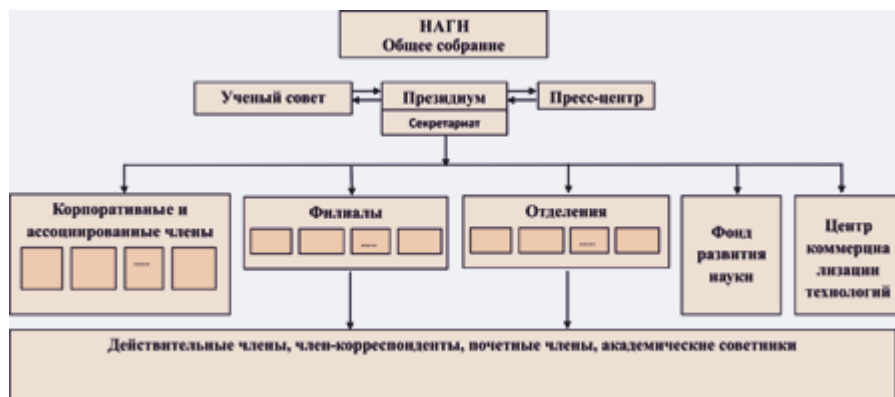 НАГН
Общее собрание
Ученый совет
Президиум
Пресс-центр
Секретариат
Корпоративные и
ассоциированные члены
....
Филиалы
....
Отделения
....
Фонд
развития
науки
Центр
коммерциа
лизации
технологий
Действительные члены, член-корреспонденты, почетные члены, академические советники